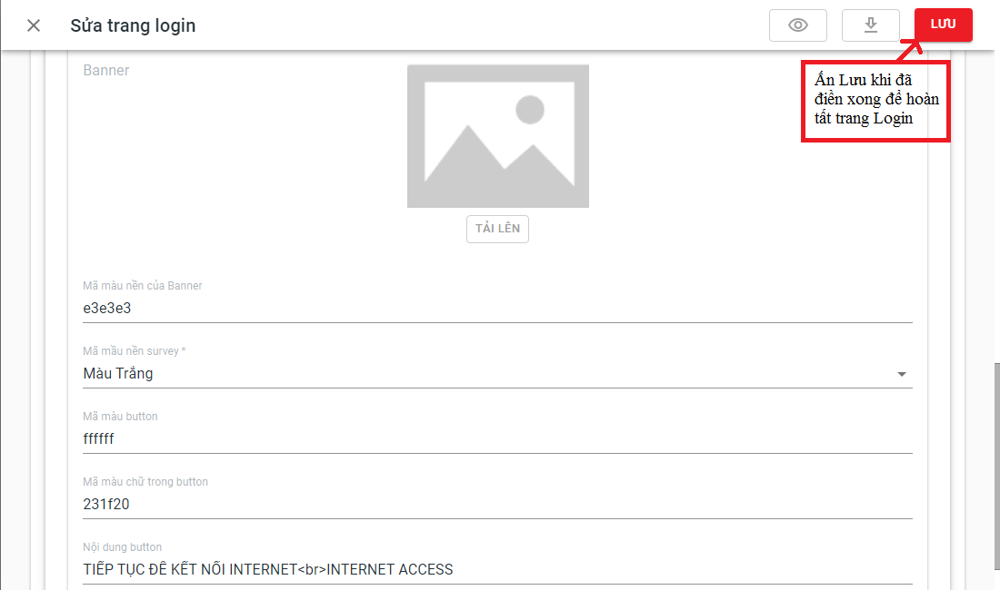 Sửa trang login
LƯU
Ấn Lưu khi đã
điền xong để hoàn
tất trang Login
Banner
TẢI LÊN
Mã màu nền của Banner
e3e3e3
Mã mầu nền survey *
Màu Trắng
Mã màu button
ffffff
Mã màu chữ trong button
231f20
Nội dung button
TIẾP TỤC ĐỂ KẾT NỐI INTERNET<br>INTERNET ACCESS